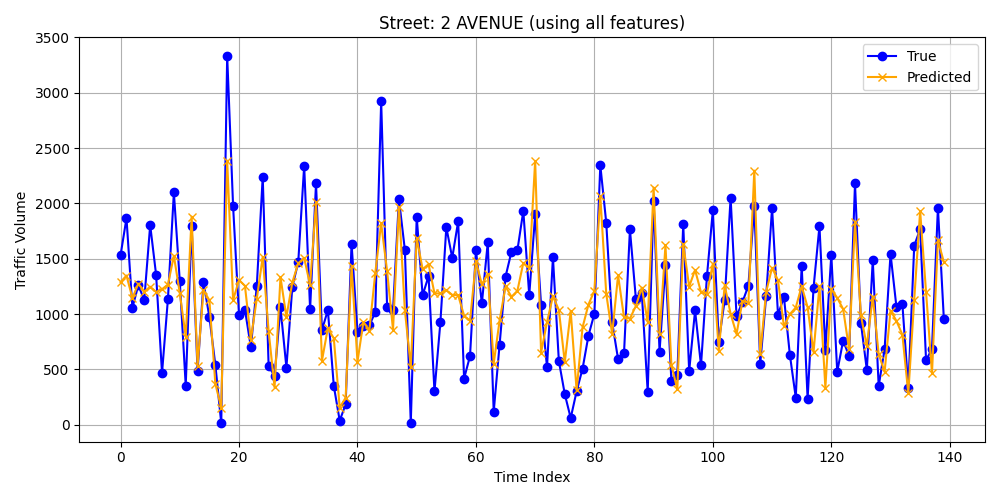 Street: 2 AVENUE (using all features)
True
Predicted
Traffic Volume
3500
3000
2500
2000
1500
1000
500
0
0 20 40 60 80 100 120 140
Time Index